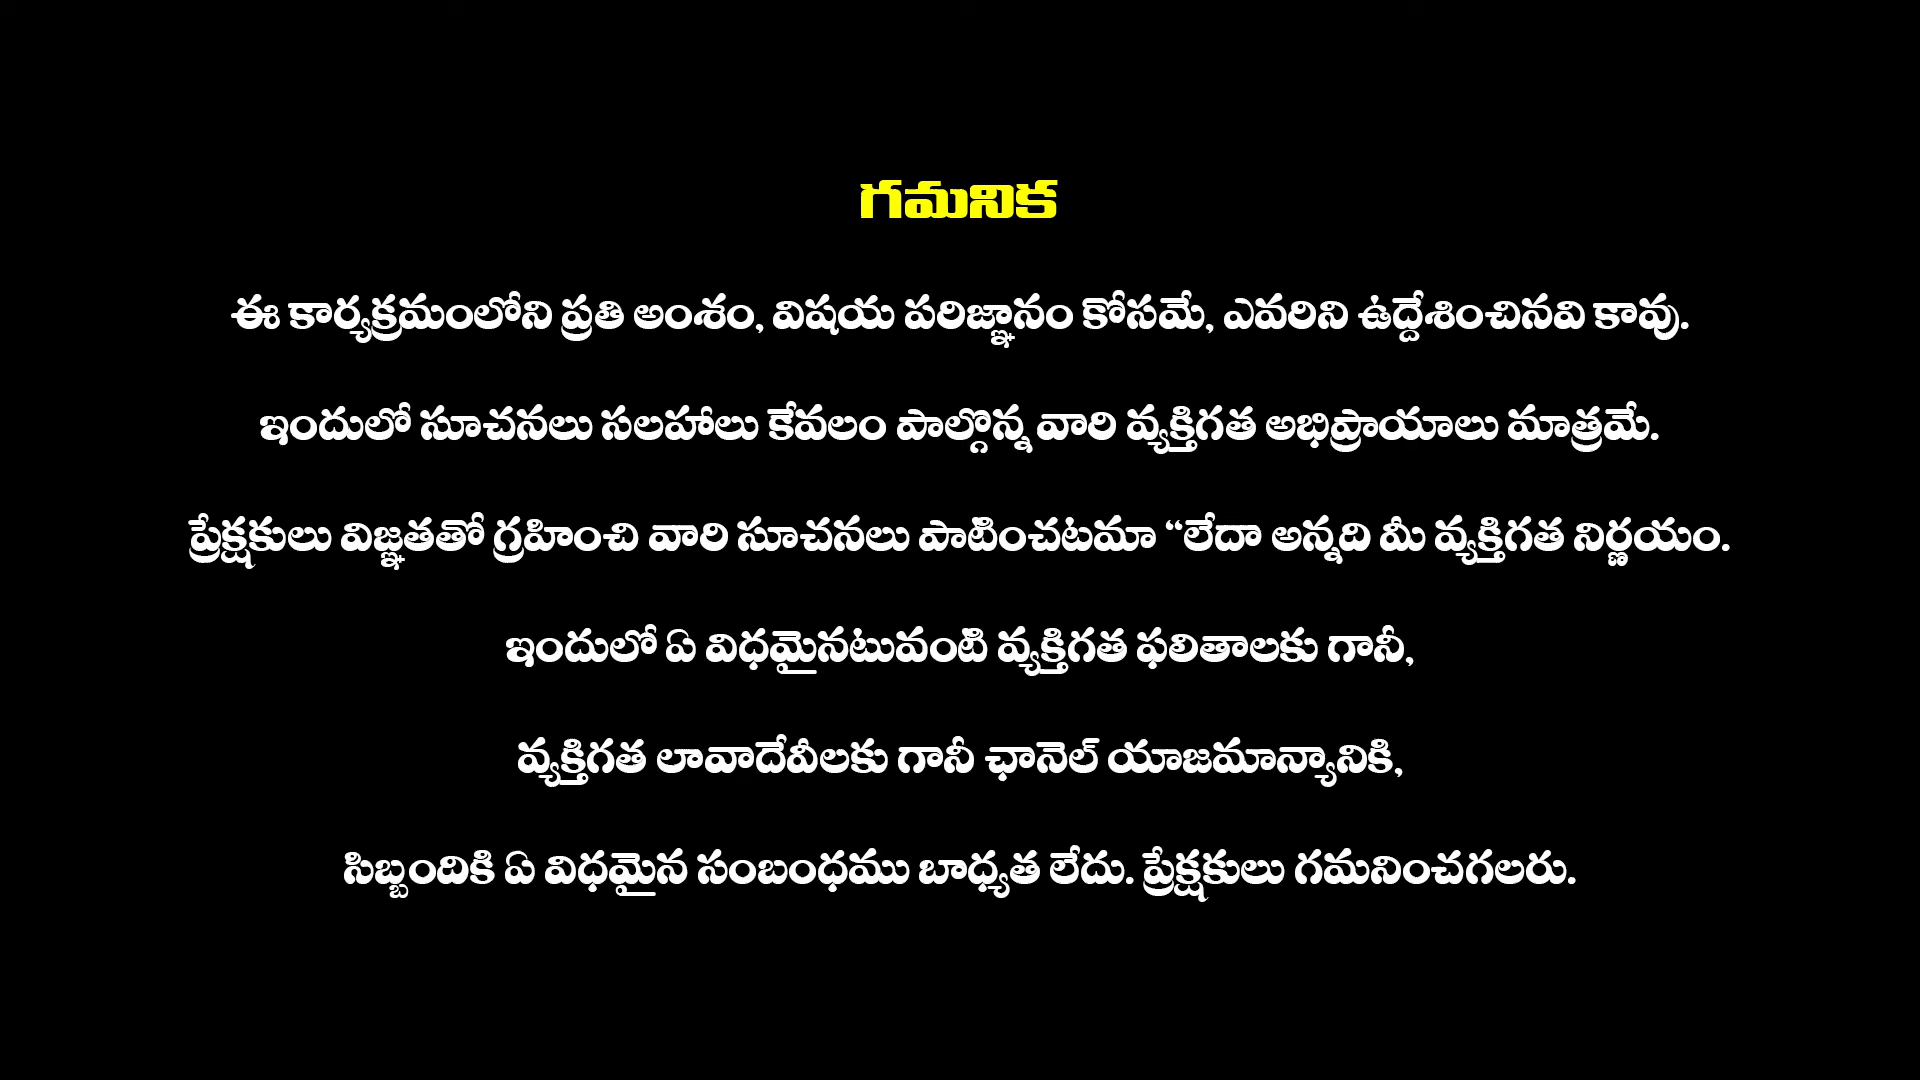 గమనిక
ఈ కార్యక్రమంలోని ప్రతి అంశం, విషయ పరిజ్ఞానం కోసమే, ఎవరిని ఉద్దేశించినవి కావు.
ఇందులో సూచనలు సలహాలు కేవలం పాల్గొన్న వారి వ్యక్తిగత అభిప్రాయాలు మాత్రమే.
ప్రేక్షకులు విజ్ఞతతో గ్రహించి వారి సూచనలు పాటించటమా “లేదా అన్నది మీ వ్యక్తిగత నిర్ణయం.
ఇందులో ఏ విధమైనటువంటి వ్యక్తిగత ఫలితాలకు గానీ,
వ్యక్తిగత లావాదేవీలకు గానీ ఛానెల్ యాజమాన్యానికి,
సిబ్బందికి ఏ విధమైన సంబంధము బాధ్యత లేదు. ప్రేక్షకులు గమనించగలరు.